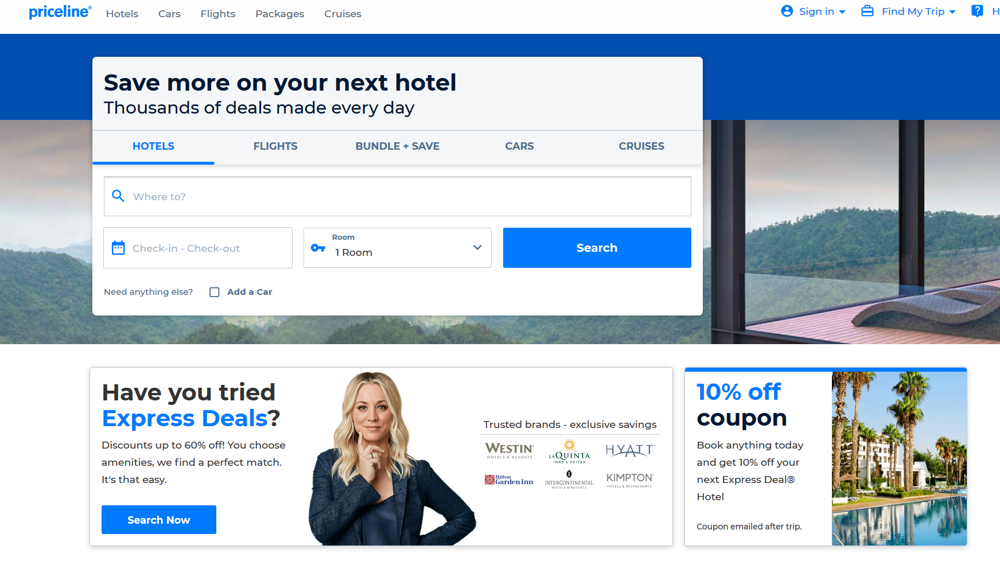 priceline®
Hotels Cars Flights Packages Cruises
Sign in
Find My Trip
H
Save more on your next hotel
Thousands of deals made every day
HOTELS FLIGHTS BUNDLE + SAVE CARS CRUISES
Where to?
Check-in - Check-out
Room
1 Room
Search
Need anything else?
Add a Car
Have you tried
Express Deals?
Discounts up to 60% off! You choose
amenities, we find a perfect match.
It's that easy.
Search Now
Trusted brands - exclusive savings
WESTIN®
HOTELS & RESORTS
LAQUINTA
INNS & SUITES
HYATT®
Hilton
Garden Inn®
INTERCONTINENTAL
HOTELS & RESORTS
KIMPTON®
HOTELS & RESTAURANTS
10% off
coupon
Book anything today
and get 10% off your
next Express Deal®
Hotel
Coupon emailed after trip.